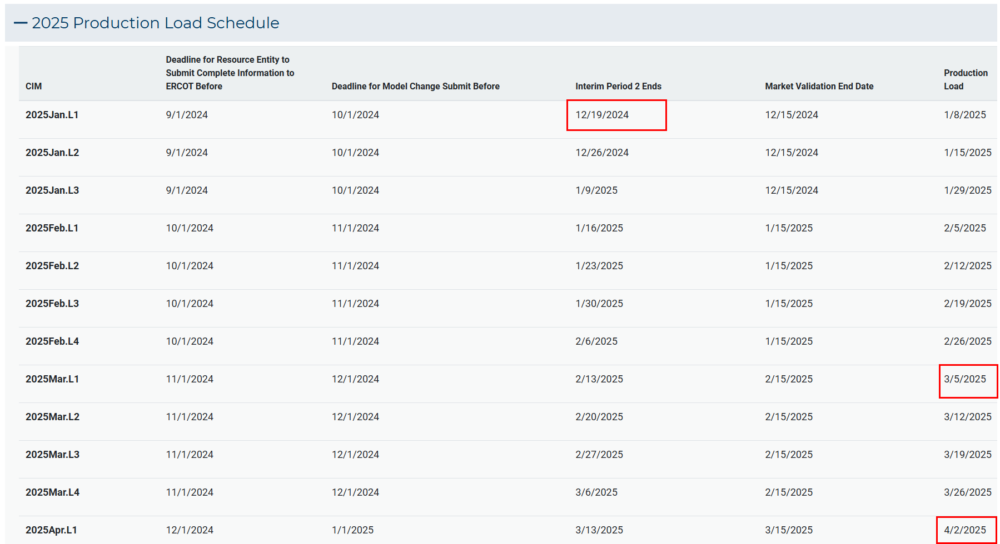 2025 Production Load Schedule
CIM
Deadline for Resource Entity to
Submit Complete Information to
ERCOT Before
Deadline for Model Change Submit Before
Interim Period 2 Ends
Market Validation End Date
Production
Load
2025Jan.L1 9/1/2024 10/1/2024 12/19/2024 12/15/2024 1/8/2025
2025Jan.L2 9/1/2024 10/1/2024 12/26/2024 12/15/2024 1/15/2025
2025Jan.L3 9/1/2024 10/1/2024 1/9/2025 12/15/2024 1/29/2025
2025Feb.L1 10/1/2024 11/1/2024 1/16/2025 1/15/2025 2/5/2025
2025Feb.L2 10/1/2024 11/1/2024 1/23/2025 1/15/2025 2/12/2025
2025Feb.L3 10/1/2024 11/1/2024 1/30/2025 1/15/2025 2/19/2025
2025Feb.L4 10/1/2024 11/1/2024 2/6/2025 1/15/2025 2/26/2025
2025Mar.L1 11/1/2024 12/1/2024 2/13/2025 2/15/2025 3/5/2025
2025Mar.L2 11/1/2024 12/1/2024 2/20/2025 2/15/2025 3/12/2025
2025Mar.L3 11/1/2024 12/1/2024 2/27/2025 2/15/2025 3/19/2025
2025Mar.L4 11/1/2024 12/1/2024 3/6/2025 2/15/2025 3/26/2025
2025Apr.L1 12/1/2024 1/1/2025 3/13/2025 3/15/2025 4/2/2025